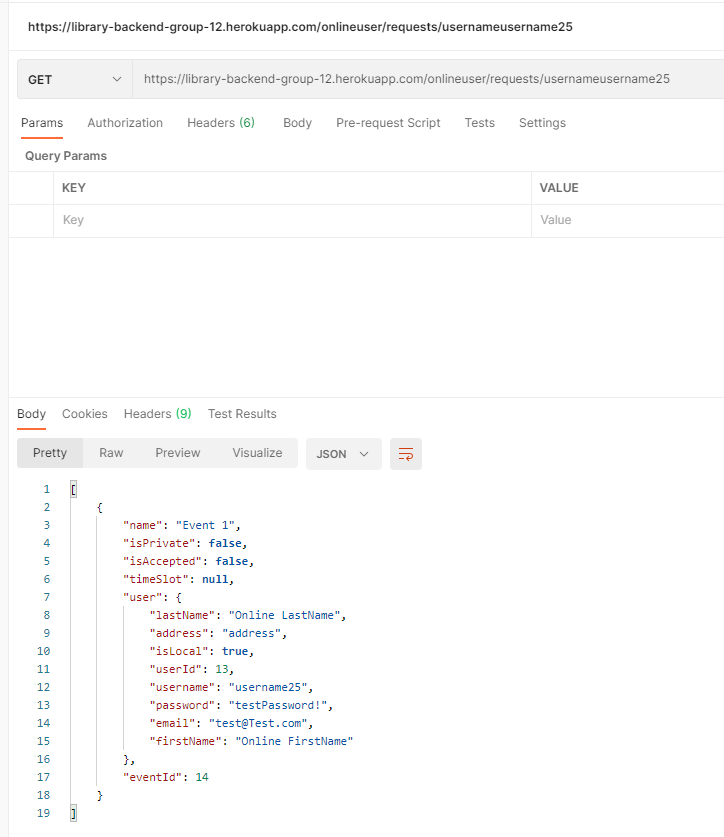 https://library-backend-group-12.herokuapp.com/onlineuser/requests/usernameusername25
GET https://library-backend-group-12.herokuapp.com/onlineuser/requests/usernameusername25
Params Authorization Headers (6) Body Pre-request Script Tests Settings
Query Params
KEY VALUE
Key Value
Body Cookies Headers (9) Test Results
Pretty Raw Preview Visualize JSON
1 [
2 {
3 "name": "Event 1",
4 "isPrivate": false,
5 "isAccepted": false,
6 "timeSlot": null,
7 "user": {
8 "lastName": "Online LastName",
9 "address": "address",
10 "isLocal": true,
11 "userId": 13,
12 "username": "username25",
13 "password": "testPassword!",
14 "email": "test@Test.com",
15 "firstName": "Online FirstName"
16 },
17 "eventId": 14
18 }
19 ]